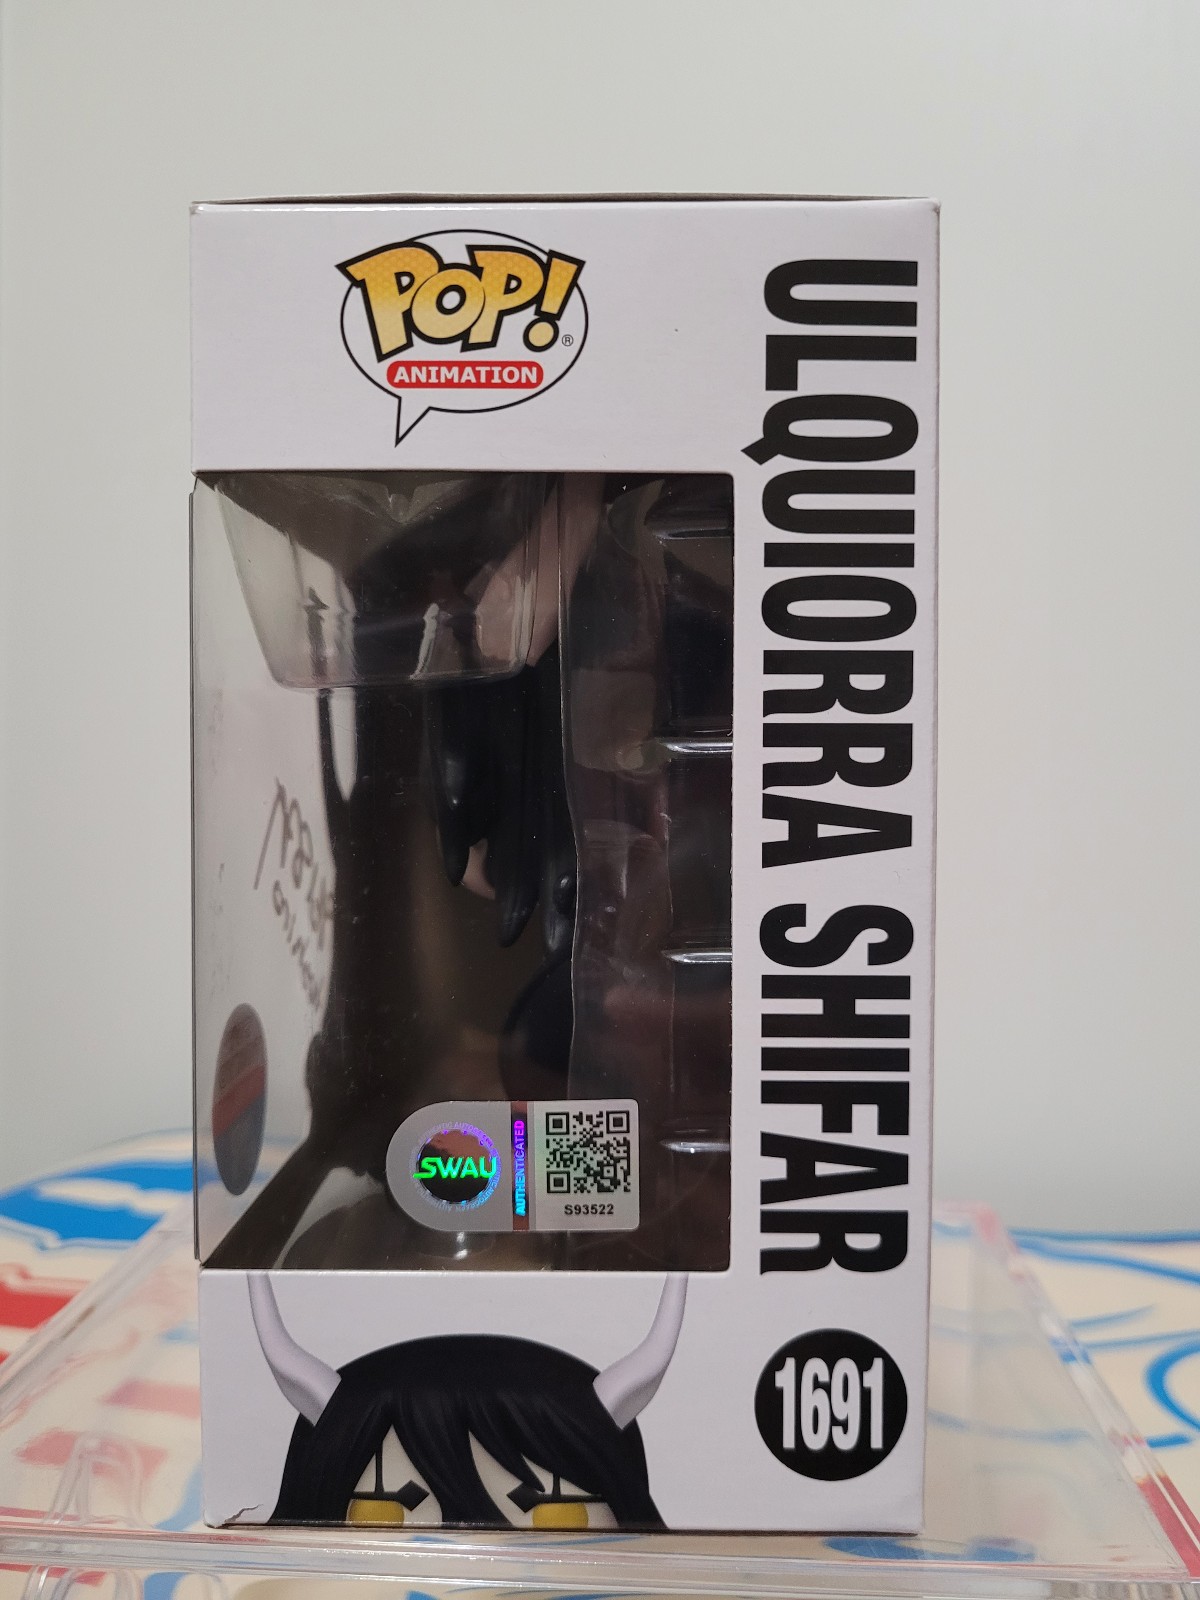 POP!
®
ANIMATION
ULQUIORRA SHIFAR
SWAU
AUTHENTICATED
S93522
1691